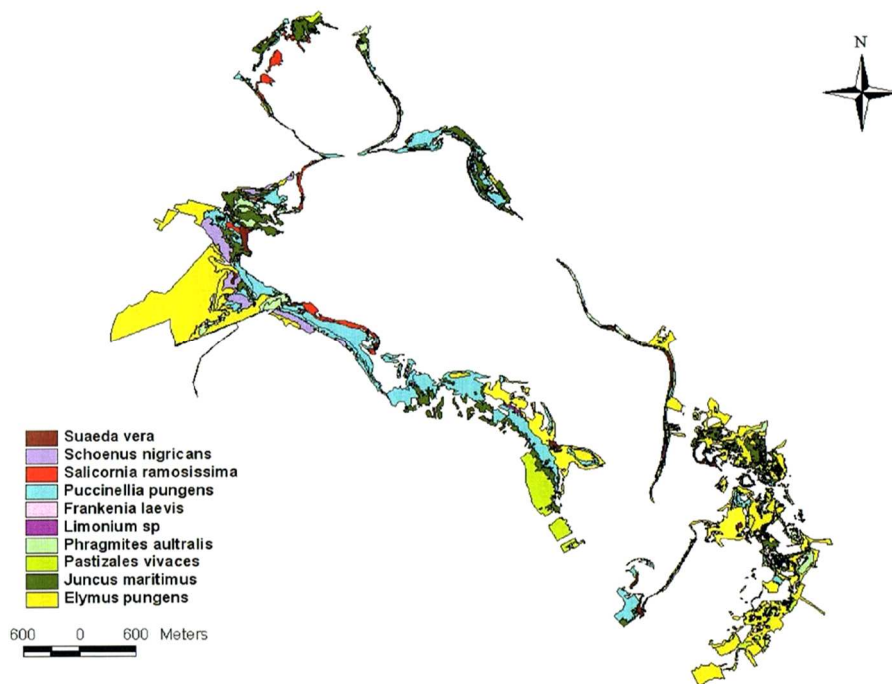 N
Suaeda vera
Schoenus nigricans
Salicornia ramosissima
Puccinellia pungens
Frankenia laevis
Limonium sp
Phragmites aultralis
Pastizales vivaces
Juncus maritimus
Elymus pungens
600 0 600 Meters